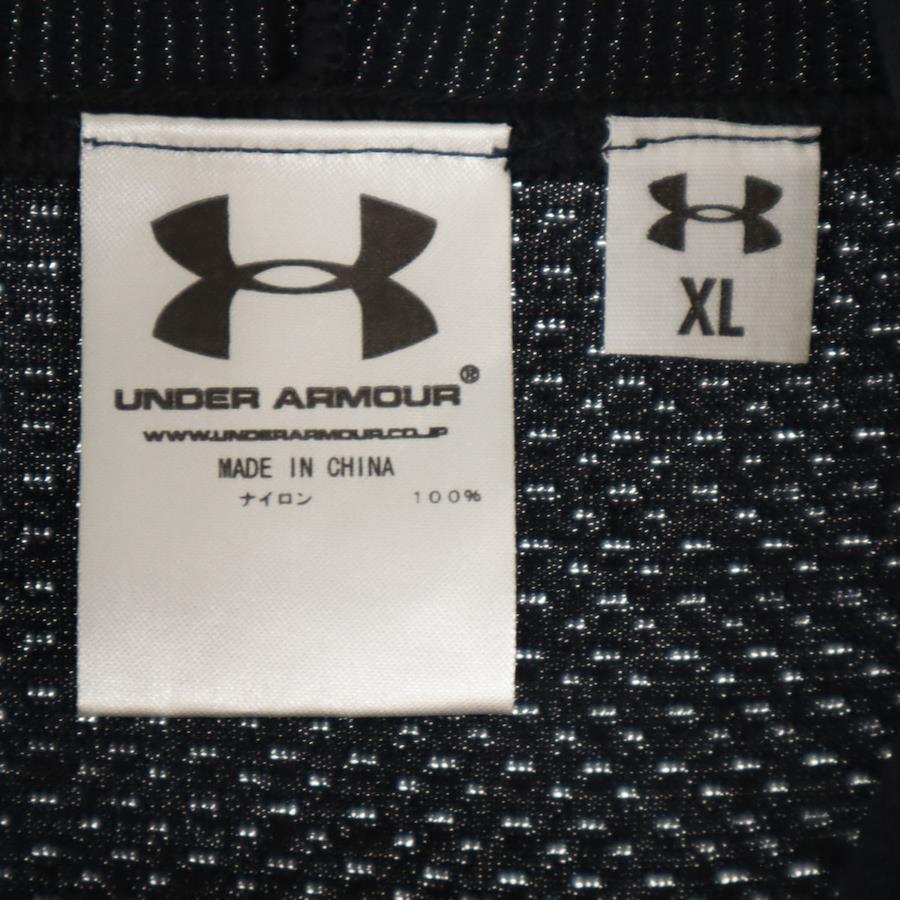 UNDER ARMOUR®
WWW.UNDERARMOUR.CO.JP
MADE IN CHINA
ナイロン 100%
XL